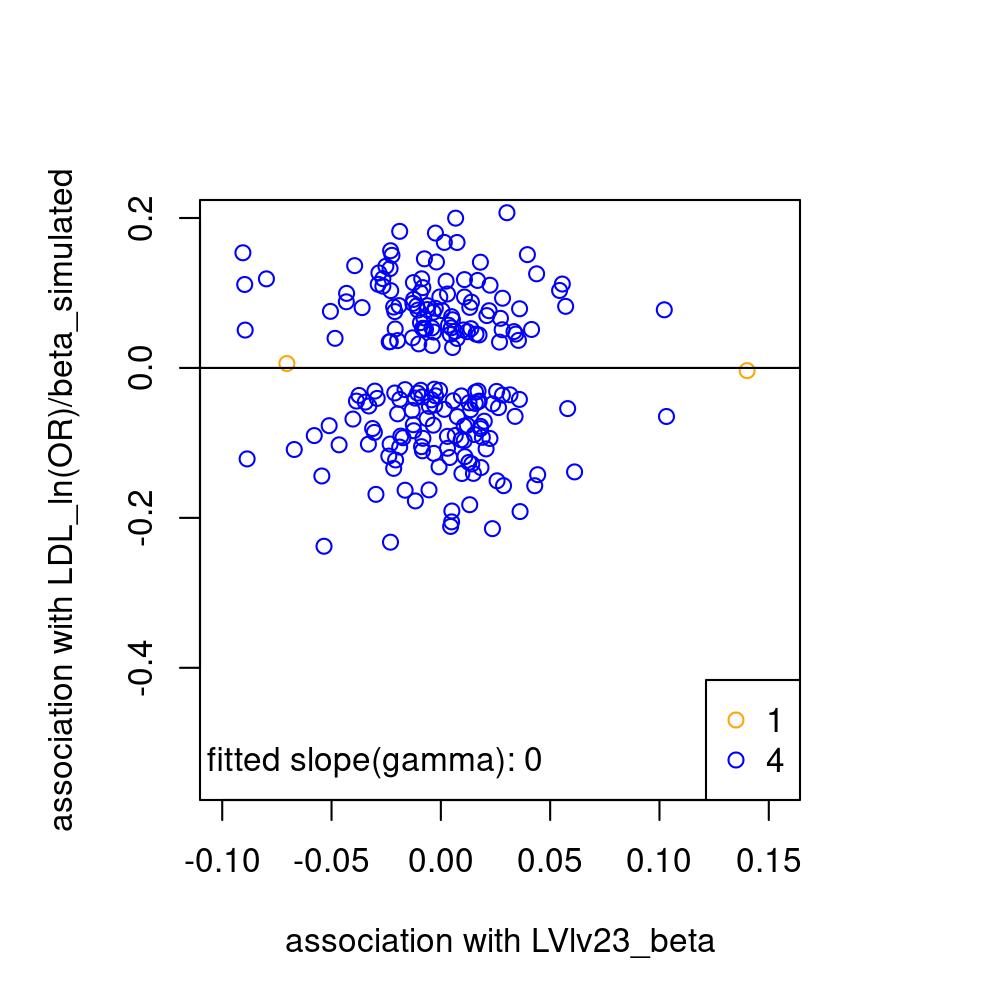 association with LDL_ln(OR)/beta_simulated
0.2
0.0
-0.2
-0.4
fitted slope(gamma): 0
1
4
-0.10 -0.05 0.00 0.05 0.10 0.15
association with LVlv23_beta